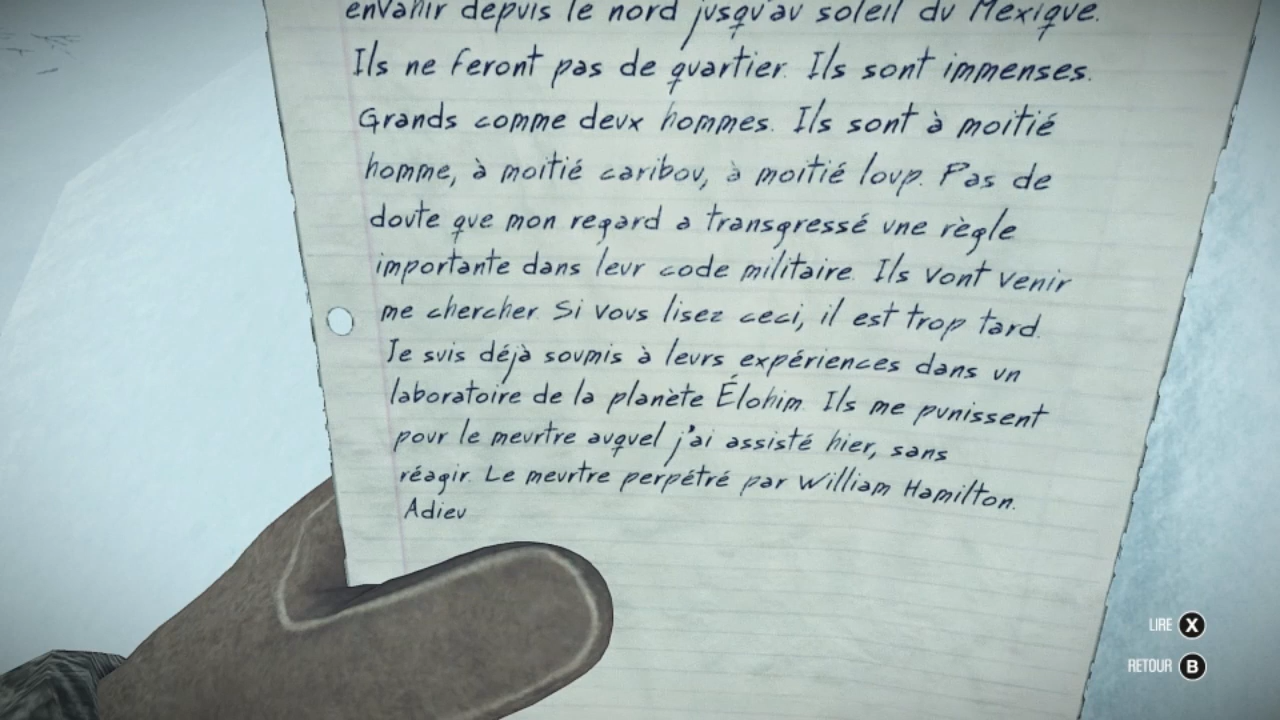 envahir depuis le nord jusqu'au soleil du Mexique.
Ils ne feront pas de quartier. Ils sont immenses.
Grands comme deux hommes. Ils sont à moitié
homme, à moitié caribou, à moitié loup. Pas de
doute que mon regard a transgressé une règle
importante dans leur code militaire. Ils vont venir
me chercher. Si vous lisez ceci, il est trop tard.
Je suis déjà soumis à leurs expériences dans un
laboratoire de la planète Élohim. Ils me punissent
pour le meurtre auquel j'ai assisté hier, sans
réagir. Le meurtre perpétré par William Hamilton.
Adieu
LIRE X
RETOUR B